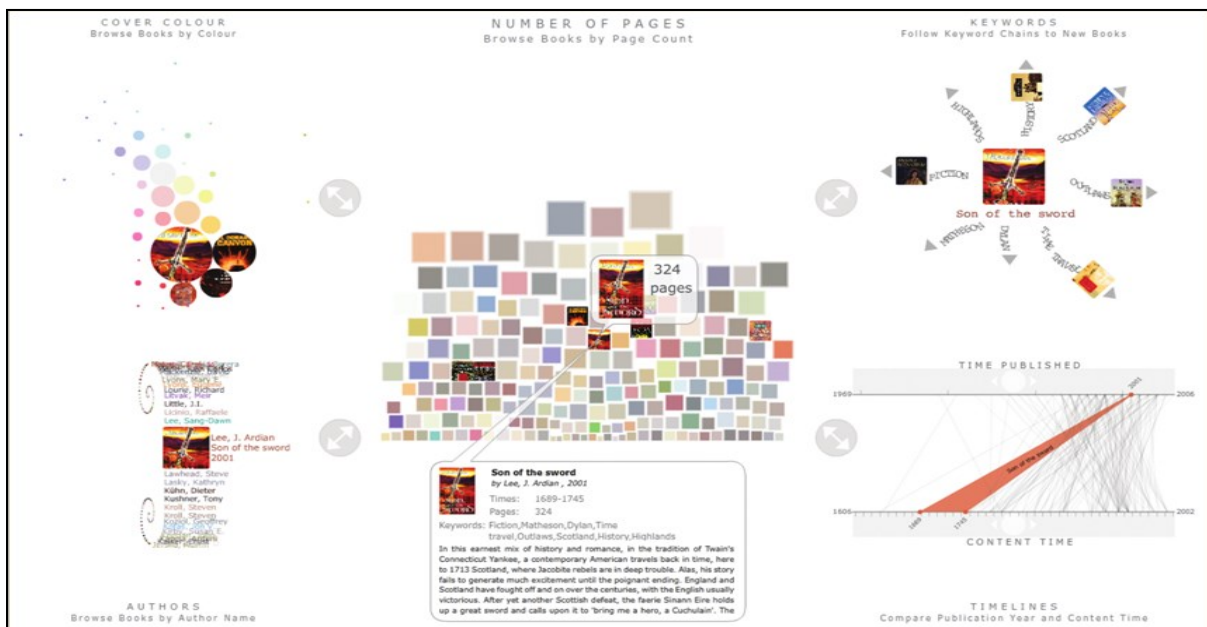 COVER COLOUR
Browse Books by Colour
NUMBER OF PAGES
Browse Books by Page Count
KEYWORDS
Follow Keyword Chains to New Books
HIGHLANDS
HISTORY
SCOTLAND
FICTION
OUTLAWS
MATHESON
DYLAN
TIME TRAVEL
Son of the sword
324
pages
Lyons, Mary E.
Lourie, Richard
Litvak, Meir
Little, J.I.
Licinio, Raffaele
Lee, Sang-Dawn
Lee, J. Ardian
Son of the sword
2001
Lawhead, Steve
Lasky, Kathryn
Kühn, Dieter
Kushner, Tony
Kroll, Steven
Kroll, Steven
AUTHORS
Browse Books by Author Name
Son of the sword
by Lee, J. Ardian , 2001
Times: 1689-1745
Pages: 324
Keywords: Fiction,Matheson,Dylan,Time
travel,Outlaws,Scotland,History,Highlands
In this earnest mix of history and romance, in the tradition of Twain's
Connecticut Yankee, a contemporary American travels back in time, here
to 1713 Scotland, where Jacobite rebels are in deep trouble. Alas, his story
fails to generate much excitement until the poignant ending. England and
Scotland have fought off and on over the centuries, with the English usually
victorious. After yet another Scottish defeat, the faerie Sinann Eire holds
up a great sword and calls upon it to 'bring me a hero, a Cuchulain'. The
TIME PUBLISHED
2001
1969
2006
Son of the sword
1606
1689
1745
2002
CONTENT TIME
TIMELINES
Compare Publication Year and Content Time